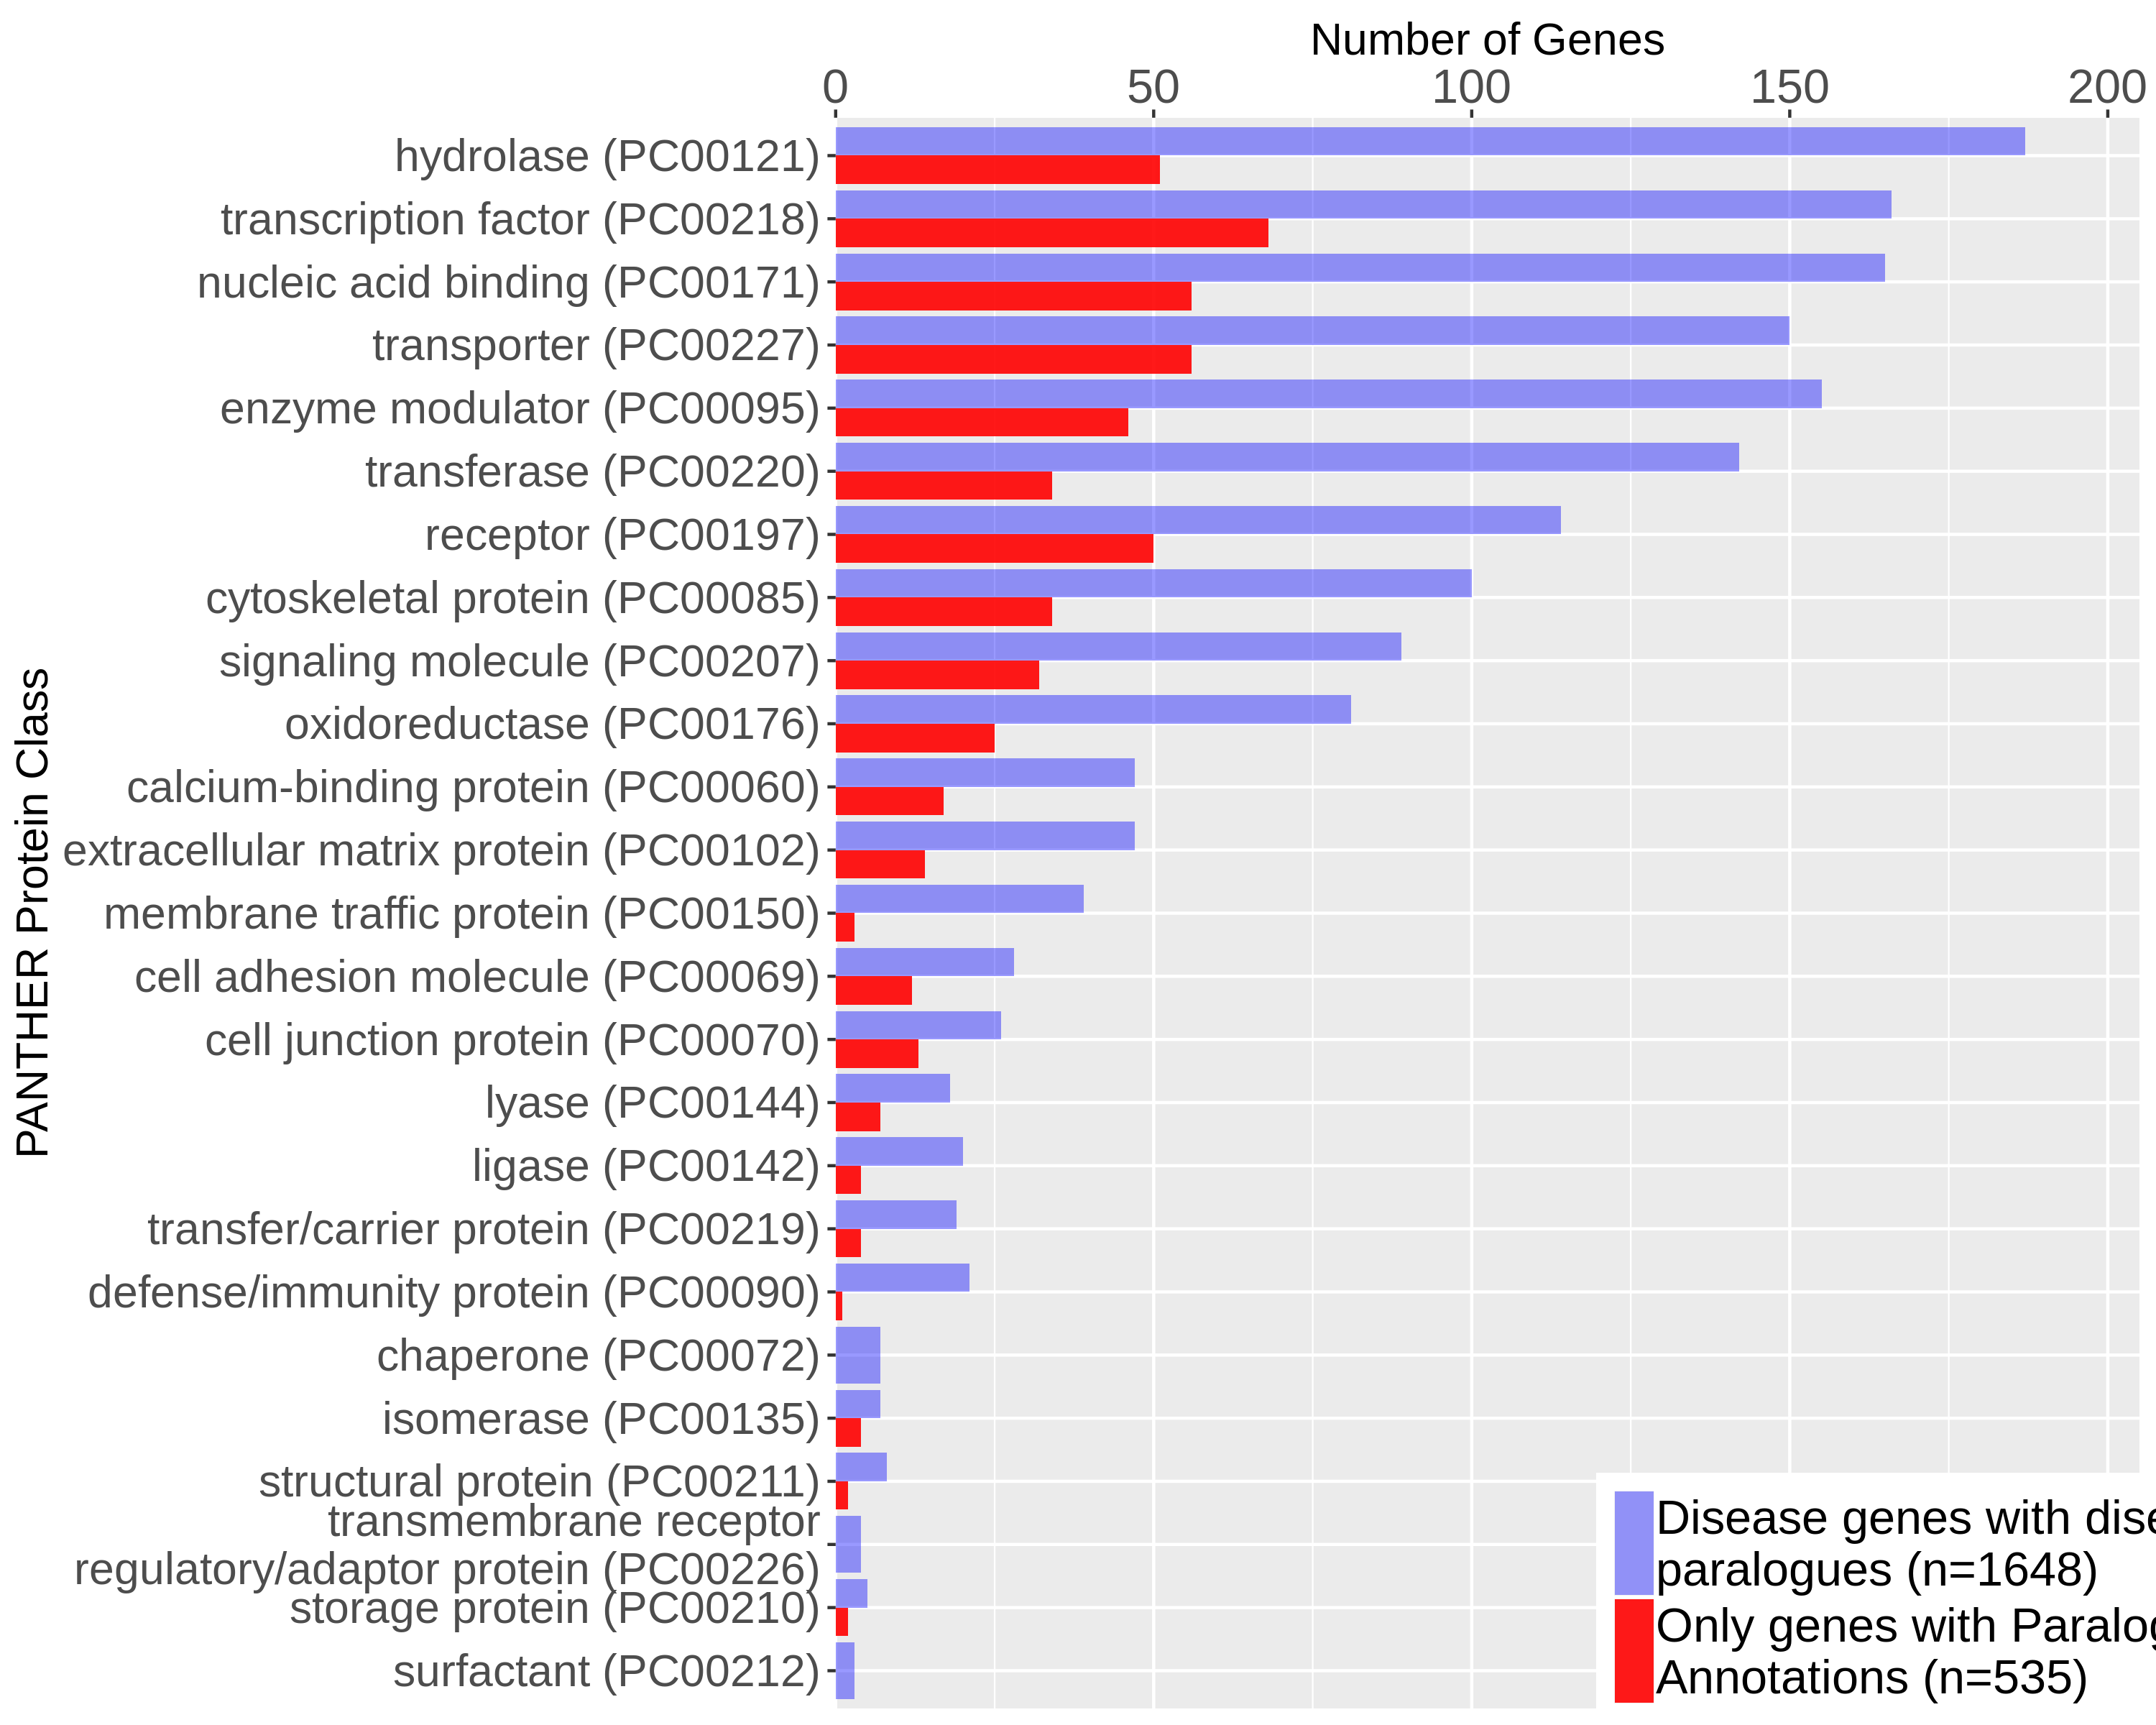 Number of Genes
0 50 100 150 200
hydrolase (PC00121)
transcription factor (PC00218)
nucleic acid binding (PC00171)
transporter (PC00227)
enzyme modulator (PC00095)
transferase (PC00220)
receptor (PC00197)
cytoskeletal protein (PC00085)
signaling molecule (PC00207)
oxidoreductase (PC00176)
calcium-binding protein (PC00060)
extracellular matrix protein (PC00102)
membrane traffic protein (PC00150)
cell adhesion molecule (PC00069)
cell junction protein (PC00070)
lyase (PC00144)
ligase (PC00142)
transfer/carrier protein (PC00219)
defense/immunity protein (PC00090)
chaperone (PC00072)
isomerase (PC00135)
structural protein (PC00211)
transmembrane receptor
regulatory/adaptor protein (PC00226)
storage protein (PC00210)
surfactant (PC00212)
PANTHER Protein Class
Disease genes with
paralogues (n=1648)
Only genes with
Annotations (n=535)